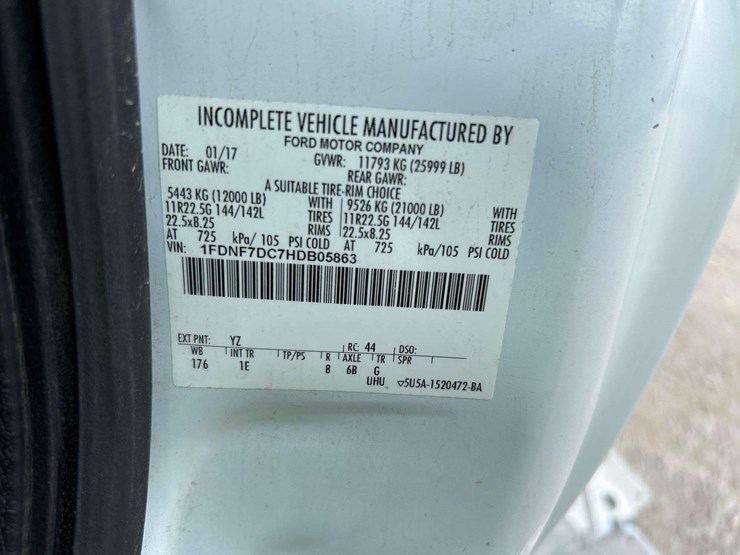 INCOMPLETE VEHICLE MANUFACTURED BY
FORD MOTOR COMPANY
DATE: 01/17 GVWR: 11793 KG (25999 LB)
FRONT GAWR: REAR GAWR:
A SUITABLE TIRE-RIM CHOICE
5443 KG (12000 LB) WITH 9526 KG (21000 LB) WITH
11R22.5G 144/142L TIRES 11R22.5G 144/142L TIRES
22.5x8.25 RIMS 22.5x8.25 RIMS
AT 725 kPa/ 105 PSI COLD AT 725 kPa/105 PSI COLD
VIN: 1FDNF7DC7HDB05863
EXT PNT: YZ RC: 44 DSO:
WB INT TR TP/PS R AXLE TR SPR
176 1E 8 6B G
UHU ▽5U5A-1520472-BA